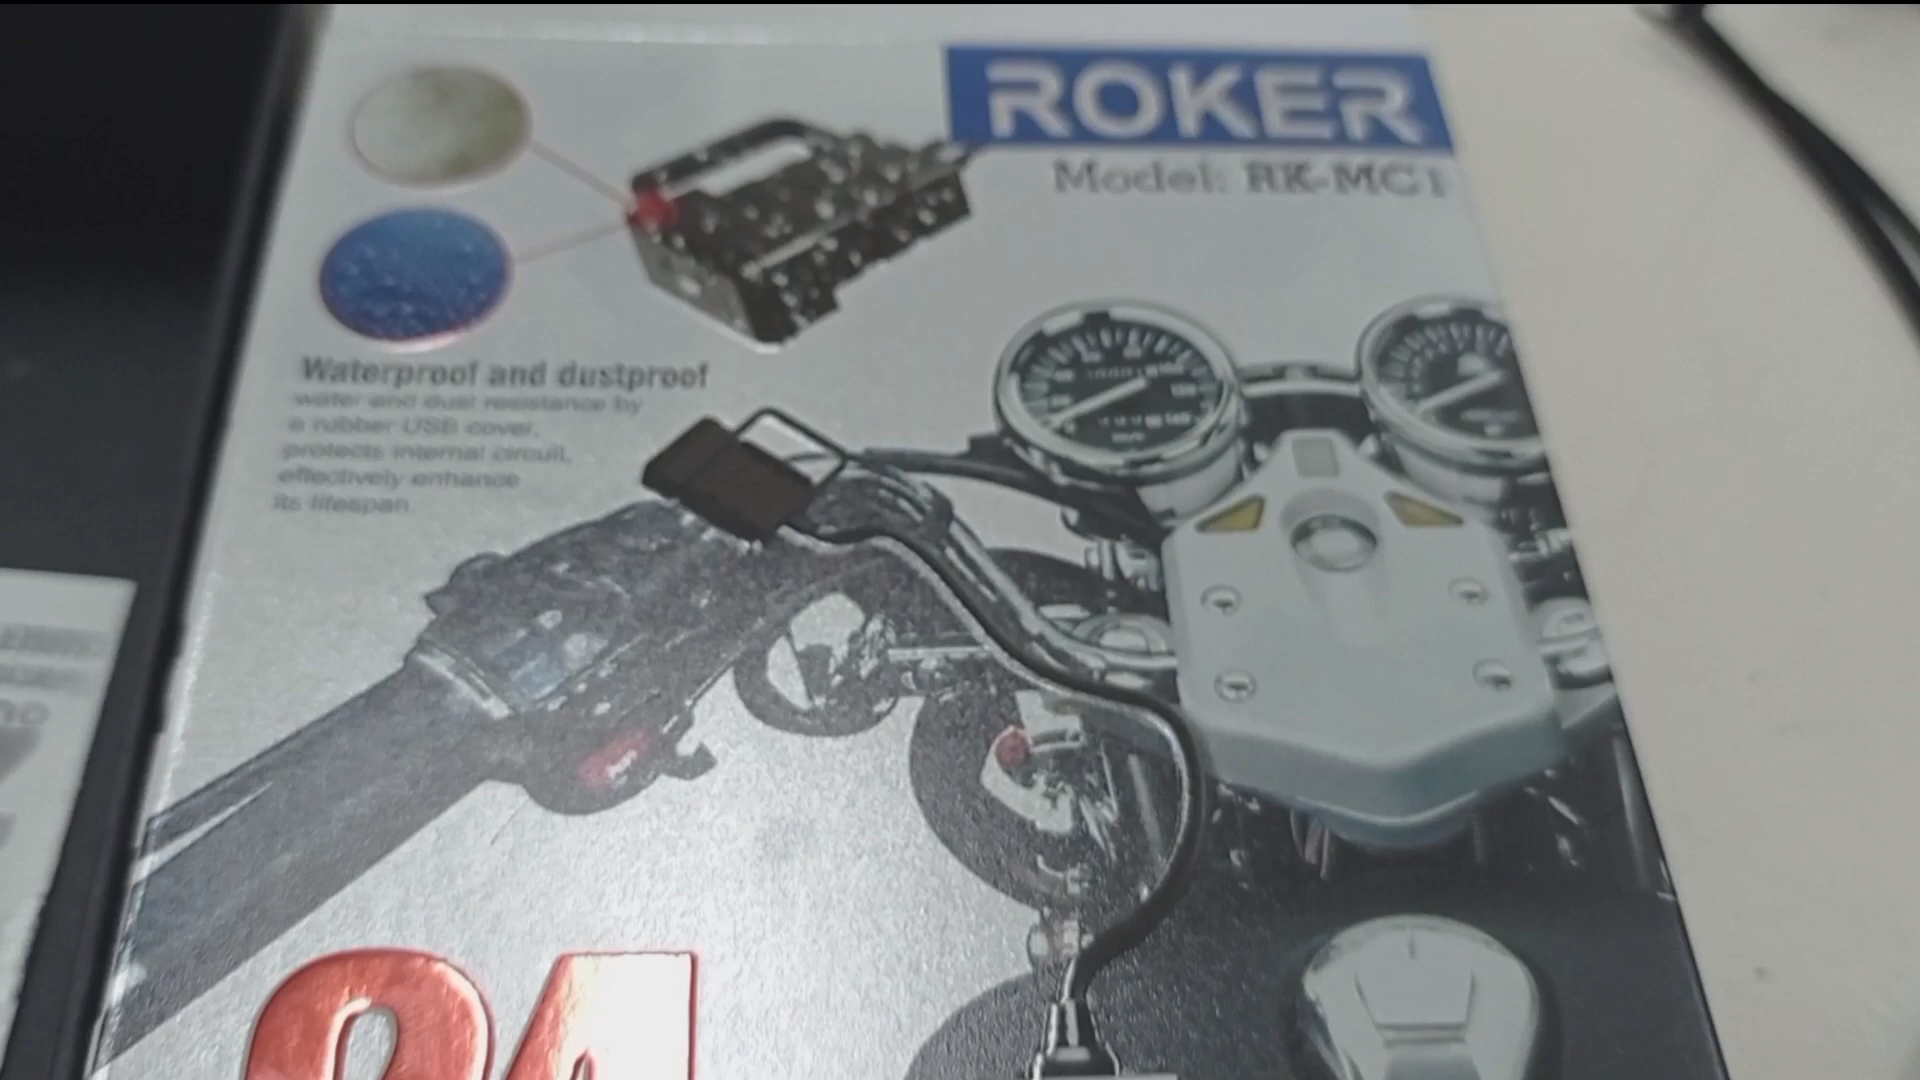 ROKER
Model: RK-MC1
Waterproof and dustproof
water and dust resistance by
a rubber USB cover,
protects internal circuit,
effectively enhance
its lifespan